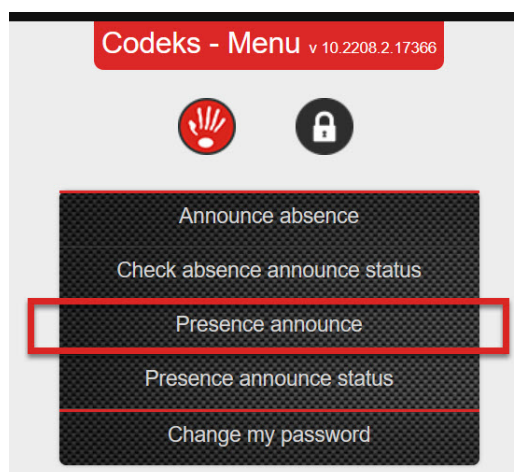 Codeks - Menu v 10.2208.2.17366
Announce absence
Check absence announce status
Presence announce
Presence announce status
Change my password